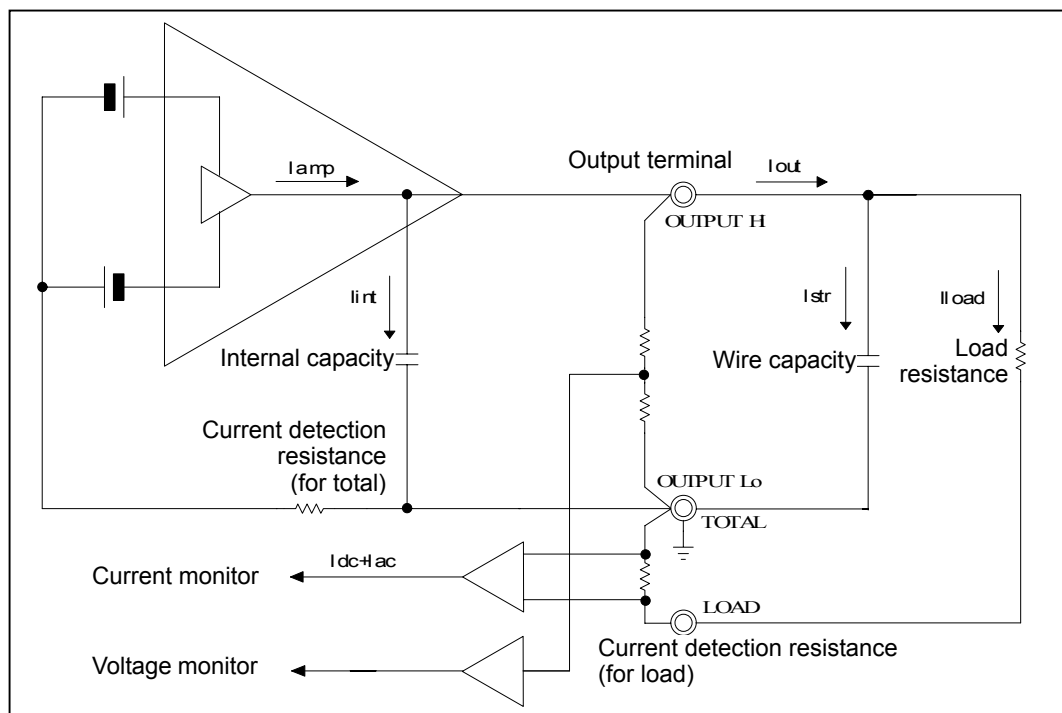 Output terminal
Iamp
Iout
OUTPUT Hi
Iint
Istr
Iload
Internal capacity
Wire capacity
Load
resistance
Current detection
resistance
(for total)
OUTPUT Lo
TOTAL
Idc+Iac
Current monitor
LOAD
Voltage monitor
Current detection resistance
(for load)